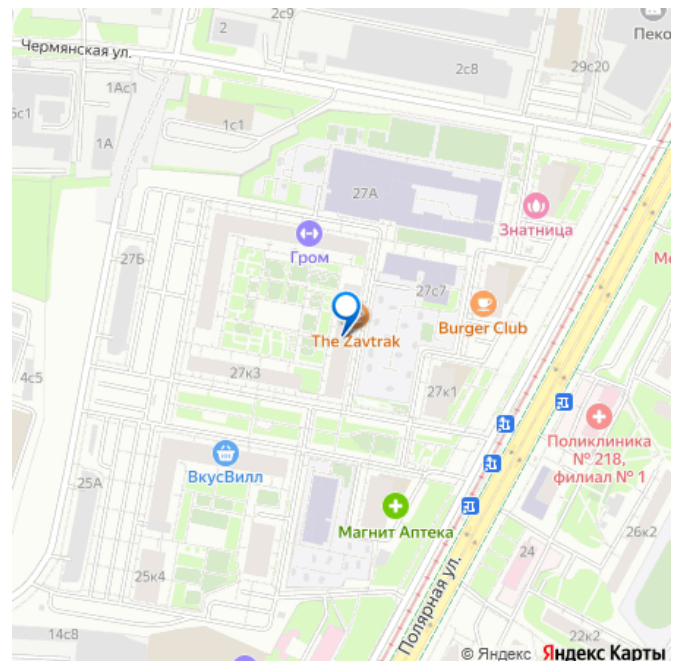 2с9
2
Пеко
Чермянская ул.
2с8
29с20
1Ас1
6с1
1с1
1А
27А
Знатница
Гром
27Б
Ме
27с7
Burger Club
The Zavtrak
4с5
27к3
27к1
Поликлиника
№ 218,
филиал № 1
ВкусВилл
25А
Магнит Аптека
26к2
24
25к4
Полярная ул.
14с8
22к2
© Яндекс Яндекс Карты